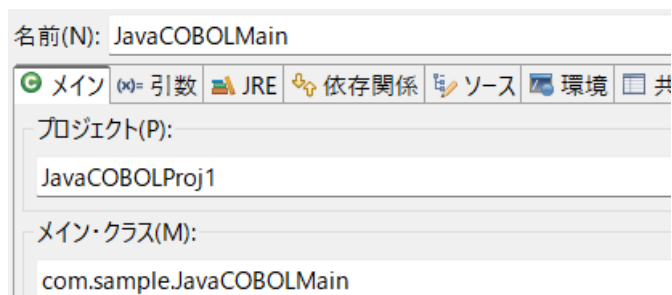 名前(N): JavaCOBOLMain
メイン (x)= 引数 JRE 依存関係 ソース 環境 共
プロジェクト(P):
JavaCOBOLProj1
メイン・クラス(M):
com.sample.JavaCOBOLMain